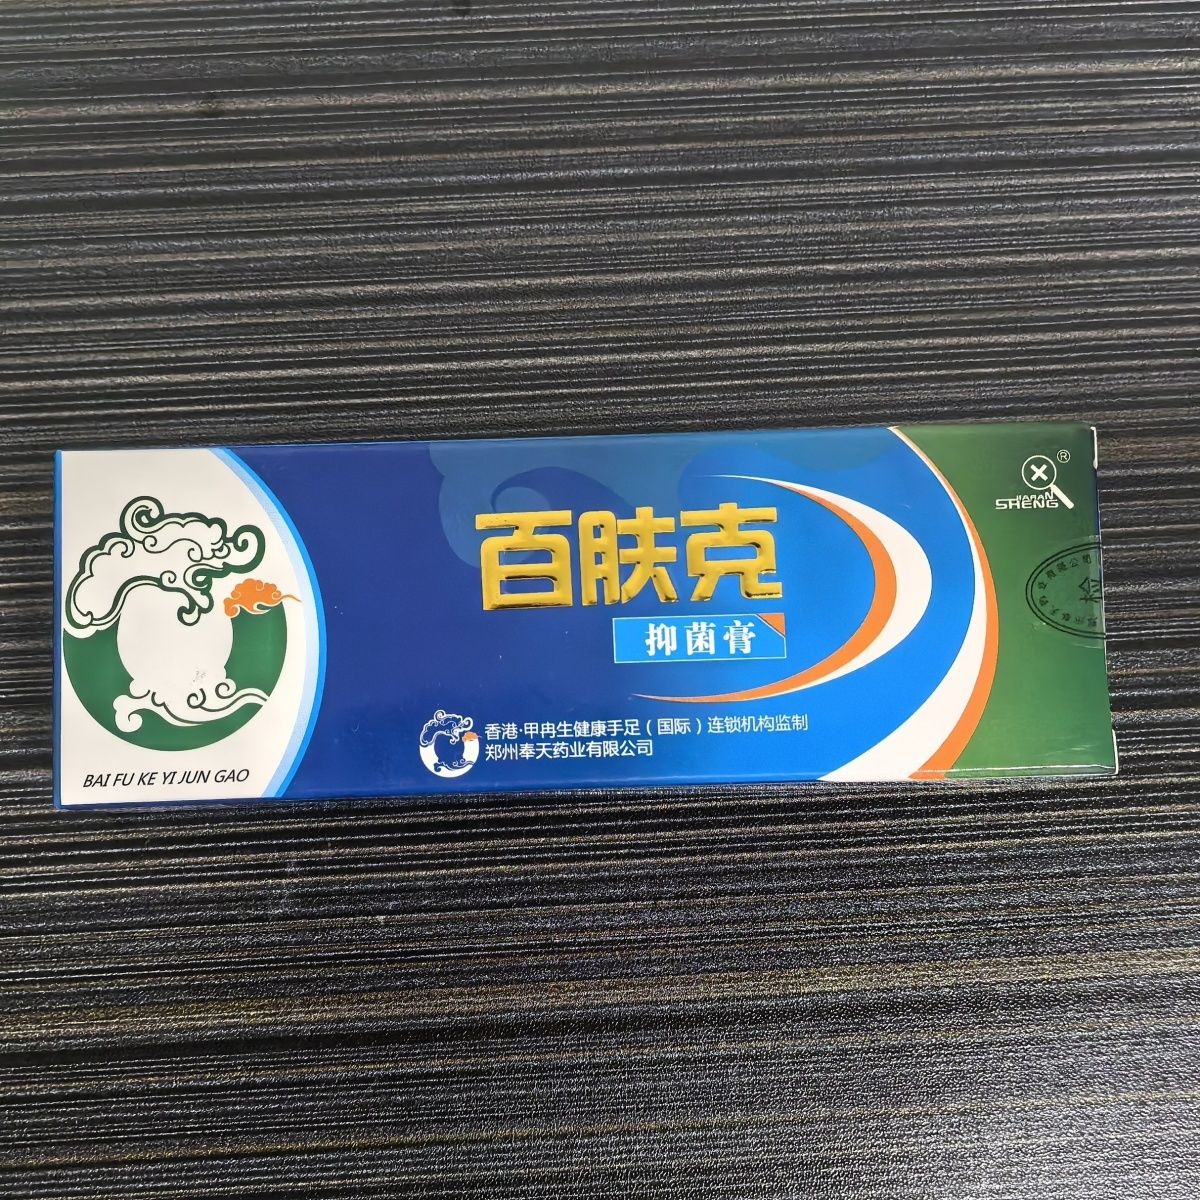 百肤克
抑菌膏
香港·甲冉生健康手足（国际）连锁机构监制
郑州奉天药业有限公司
BAI FU KE YI JUN GAO
®
JIARAN
SHENG